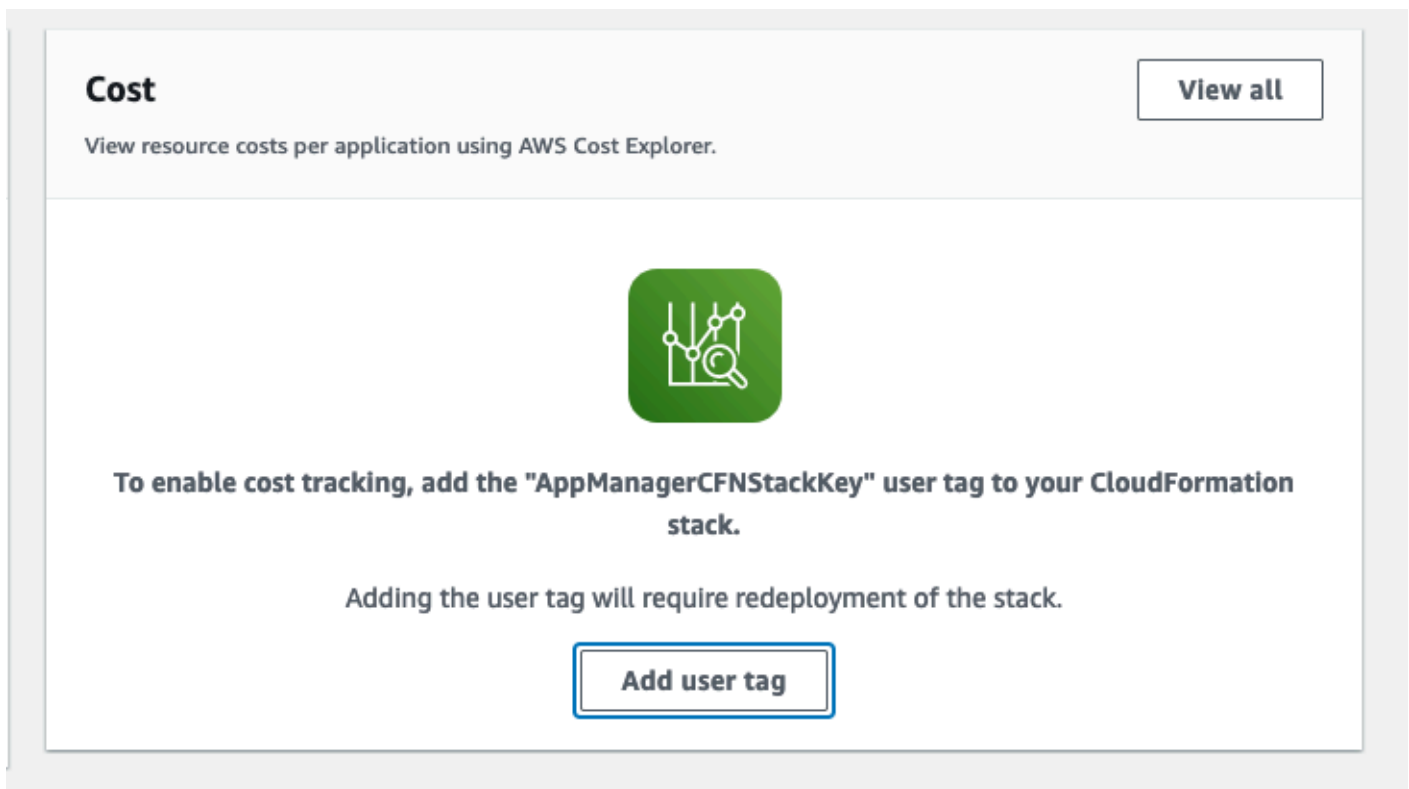 Cost
View all
View resource costs per application using AWS Cost Explorer.
To enable cost tracking, add the "AppManagerCFNStackKey" user tag to your CloudFormation
stack.
Adding the user tag will require redeployment of the stack.
Add user tag